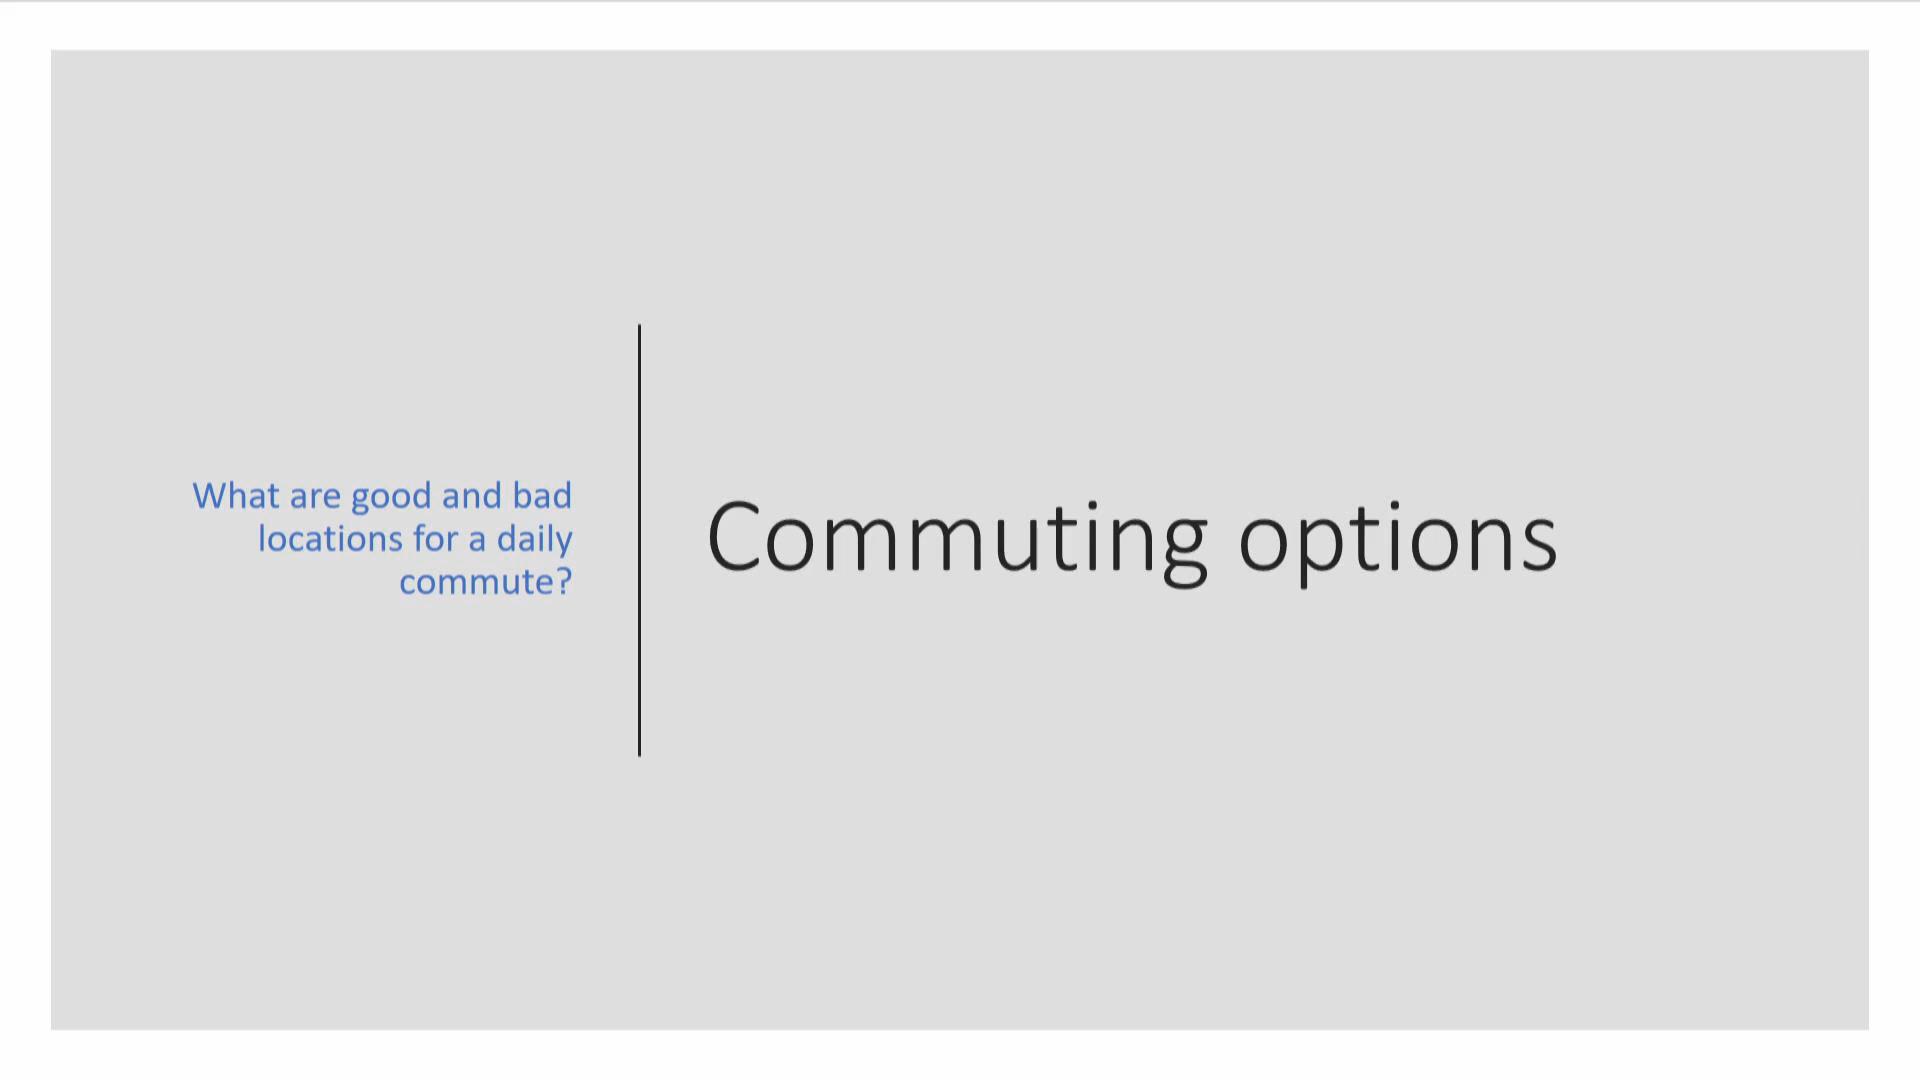 What are good and bad
locations for a daily
commute?
Commuting options